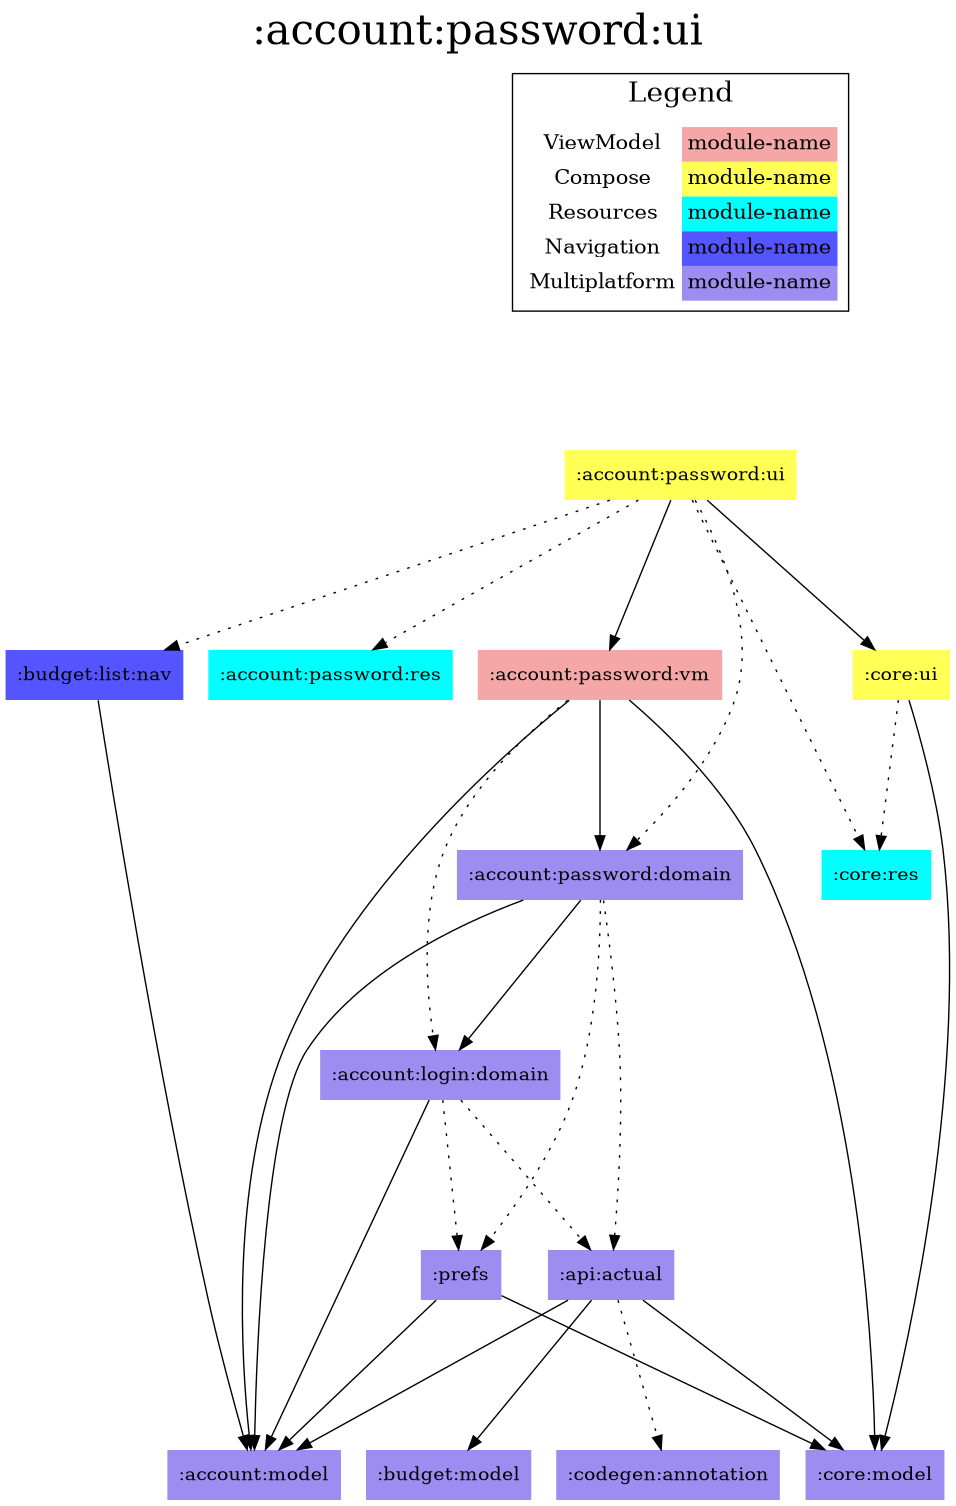 :account:password:ui
Legend
ViewModel module-name
Compose module-name
Resources module-name
Navigation module-name
Multiplatform module-name
:account:password:ui
:budget:list:nav :account:password:res :account:password:vm :core:ui
:account:password:domain :core:res
:account:login:domain
:prefs :api:actual
:account:model :budget:model :codegen:annotation :core:model